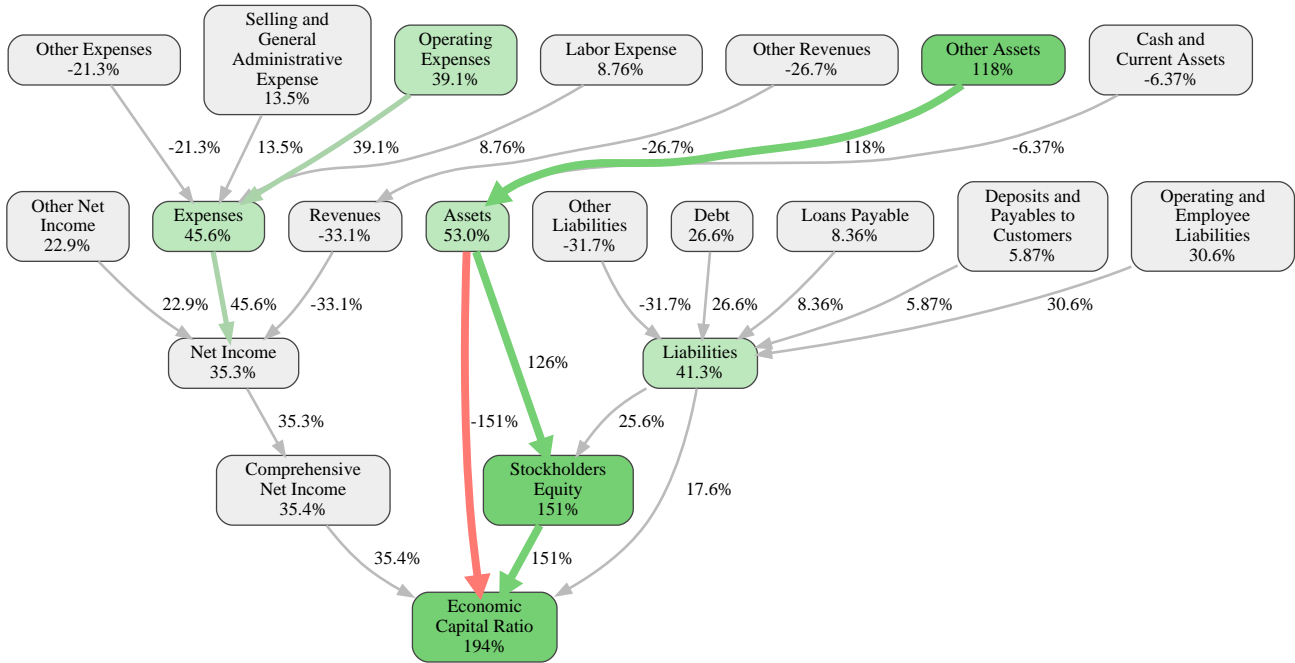 Other Expenses
-21.3%
Selling and
General
Administrative
Expense
13.5%
Operating
Expenses
39.1%
Labor Expense
8.76%
Other Revenues
-26.7%
Other Assets
118%
Cash and
Current Assets
-6.37%
-21.3%
13.5%
39.1%
8.76%
-26.7%
118%
-6.37%
Other Net
Income
22.9%
Expenses
45.6%
Revenues
-33.1%
Assets
53.0%
Other
Liabilities
-31.7%
Debt
26.6%
Loans Payable
8.36%
Deposits and
Payables to
Customers
5.87%
Operating and
Employee
Liabilities
30.6%
22.9%
45.6%
-33.1%
-31.7%
26.6%
8.36%
5.87%
30.6%
Net Income
35.3%
126%
Liabilities
41.3%
35.3%
-151%
25.6%
Comprehensive
Net Income
35.4%
Stockholders
Equity
151%
17.6%
35.4%
151%
Economic
Capital Ratio
194%